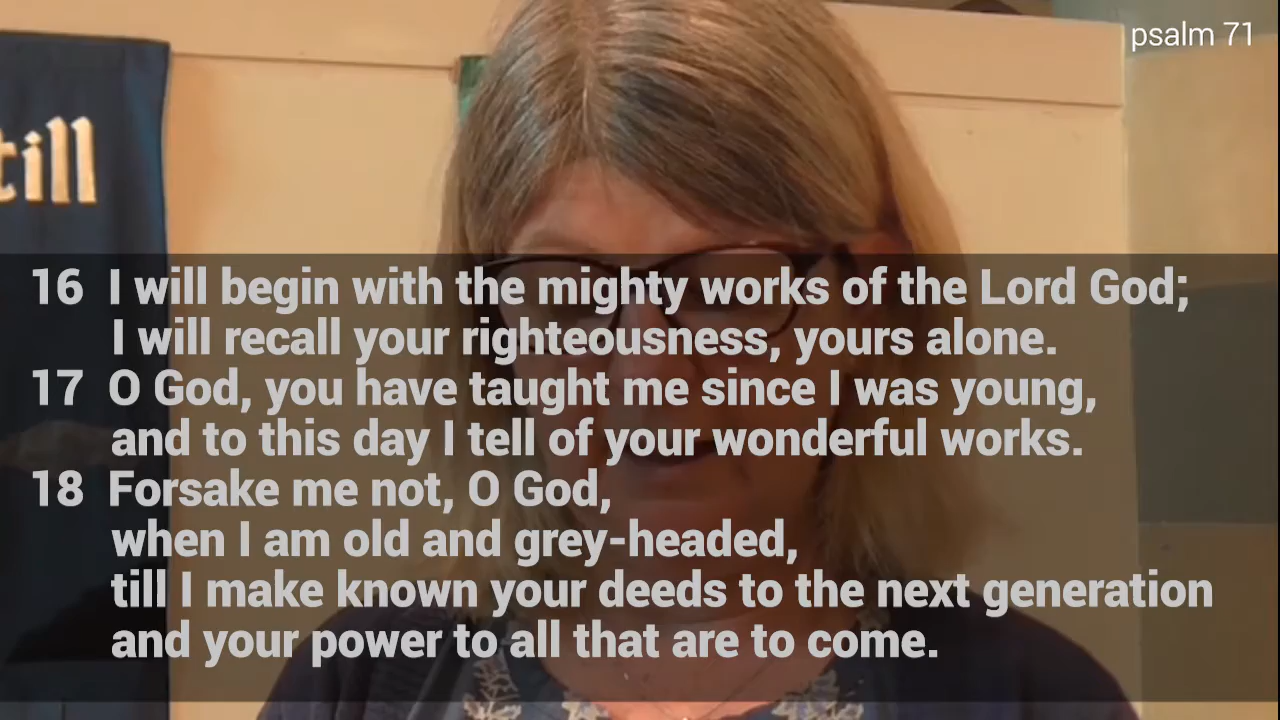 psalm 71
till
16 I will begin with the mighty works of the Lord God;
I will recall your righteousness, yours alone.
17 O God, you have taught me since I was young,
and to this day I tell of your wonderful works.
18 Forsake me not, O God,
when I am old and grey-headed,
till I make known your deeds to the next generation
and your power to all that are to come.